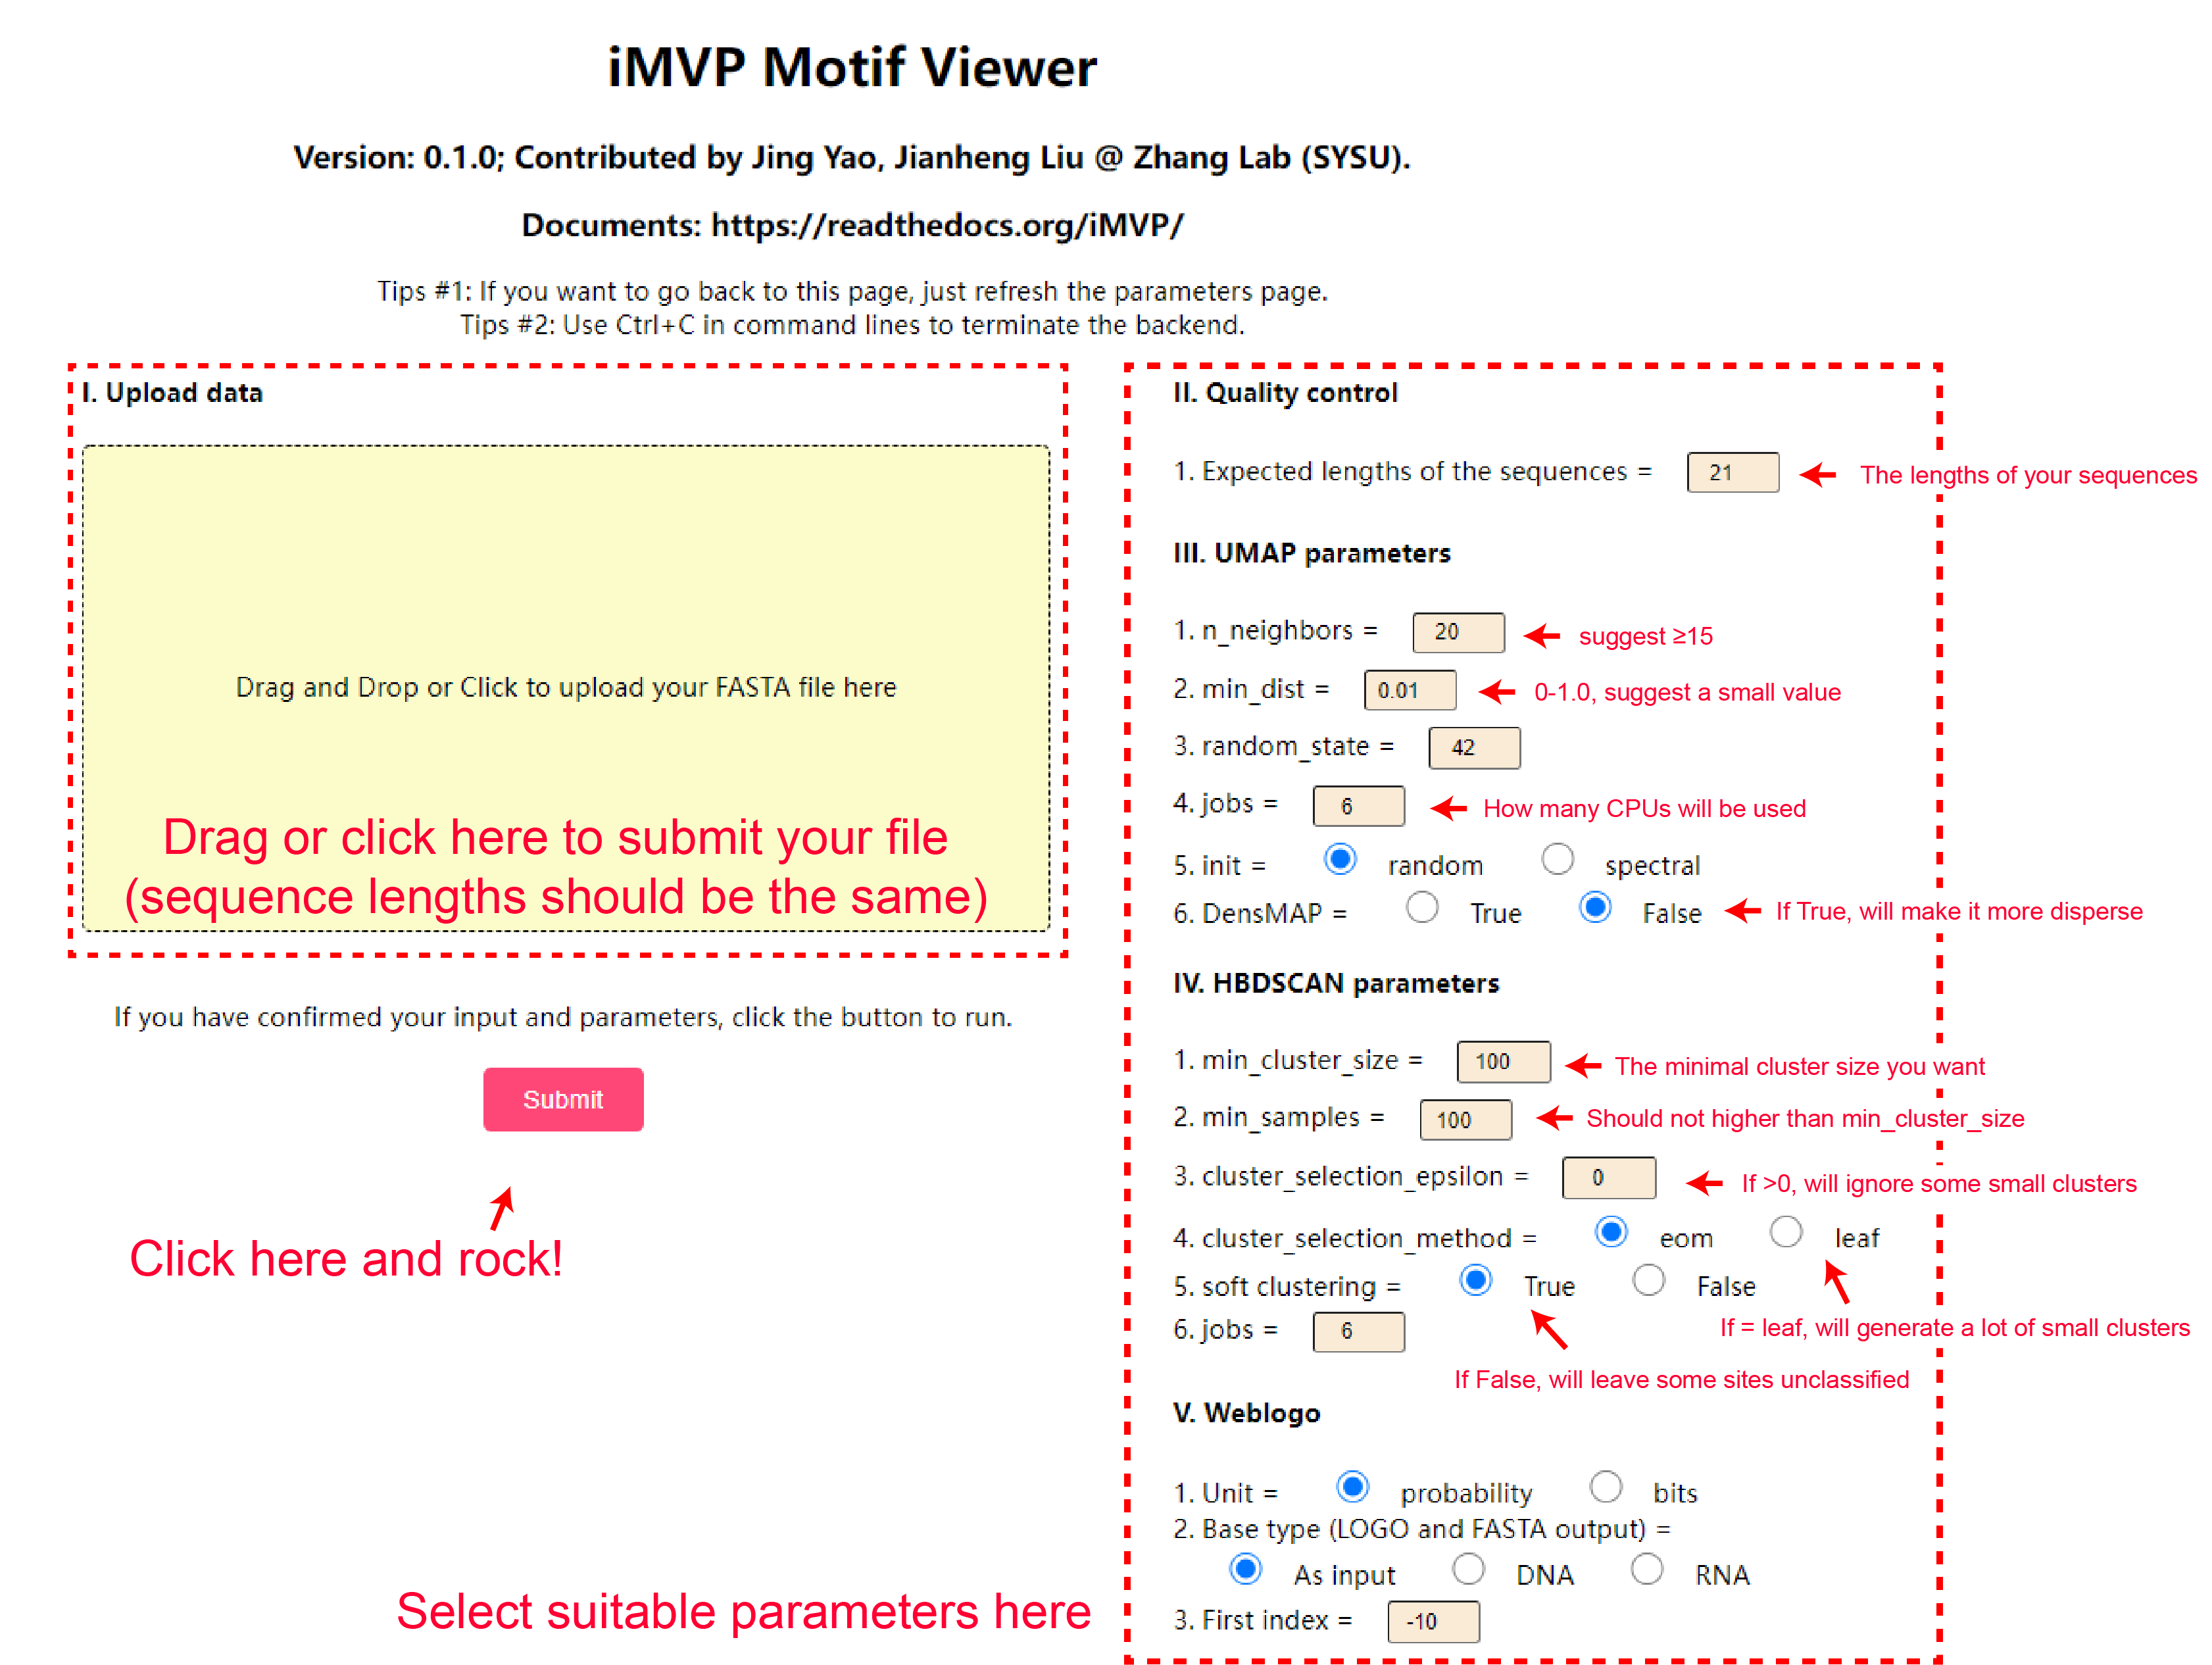 iMVP Motif Viewer
Version: 0.1.0; Contributed by Jing Yao, Jianheng Liu @ Zhang Lab (SYSU).
Documents: https://readthedocs.org/iMVP/
Tips #1: If you want to go back to this page, just refresh the parameters page.
Tips #2: Use Ctrl+C in command lines to terminate the backend.
I. Upload data
Drag and Drop or Click to upload your FASTA file here
Drag or click here to submit your file
(sequence lengths should be the same)
If you have confirmed your input and parameters, click the button to run.
Submit
Click here and rock!
Select suitable parameters here
II. Quality control
1. Expected lengths of the sequences = 21 The lengths of your sequences
III. UMAP parameters
1. n_neighbors = 20 suggest ≥15
2. min_dist = 0.01 0-1.0, suggest a small value
3. random_state = 42
4. jobs = 6 How many CPUs will be used
5. init = random spectral
6. DensMAP = True False If True, will make it more disperse
IV. HBDSCAN parameters
1. min_cluster_size = 100 The minimal cluster size you want
2. min_samples = 100 Should not higher than min_cluster_size
3. cluster_selection_epsilon = 0 If >0, will ignore some small clusters
4. cluster_selection_method = eom leaf
5. soft clustering = True False
6. jobs = 6
If = leaf, will generate a lot of small clusters
If False, will leave some sites unclassified
V. Weblogo
1. Unit = probability bits
2. Base type (LOGO and FASTA output) =
As input DNA RNA
3. First index = -10